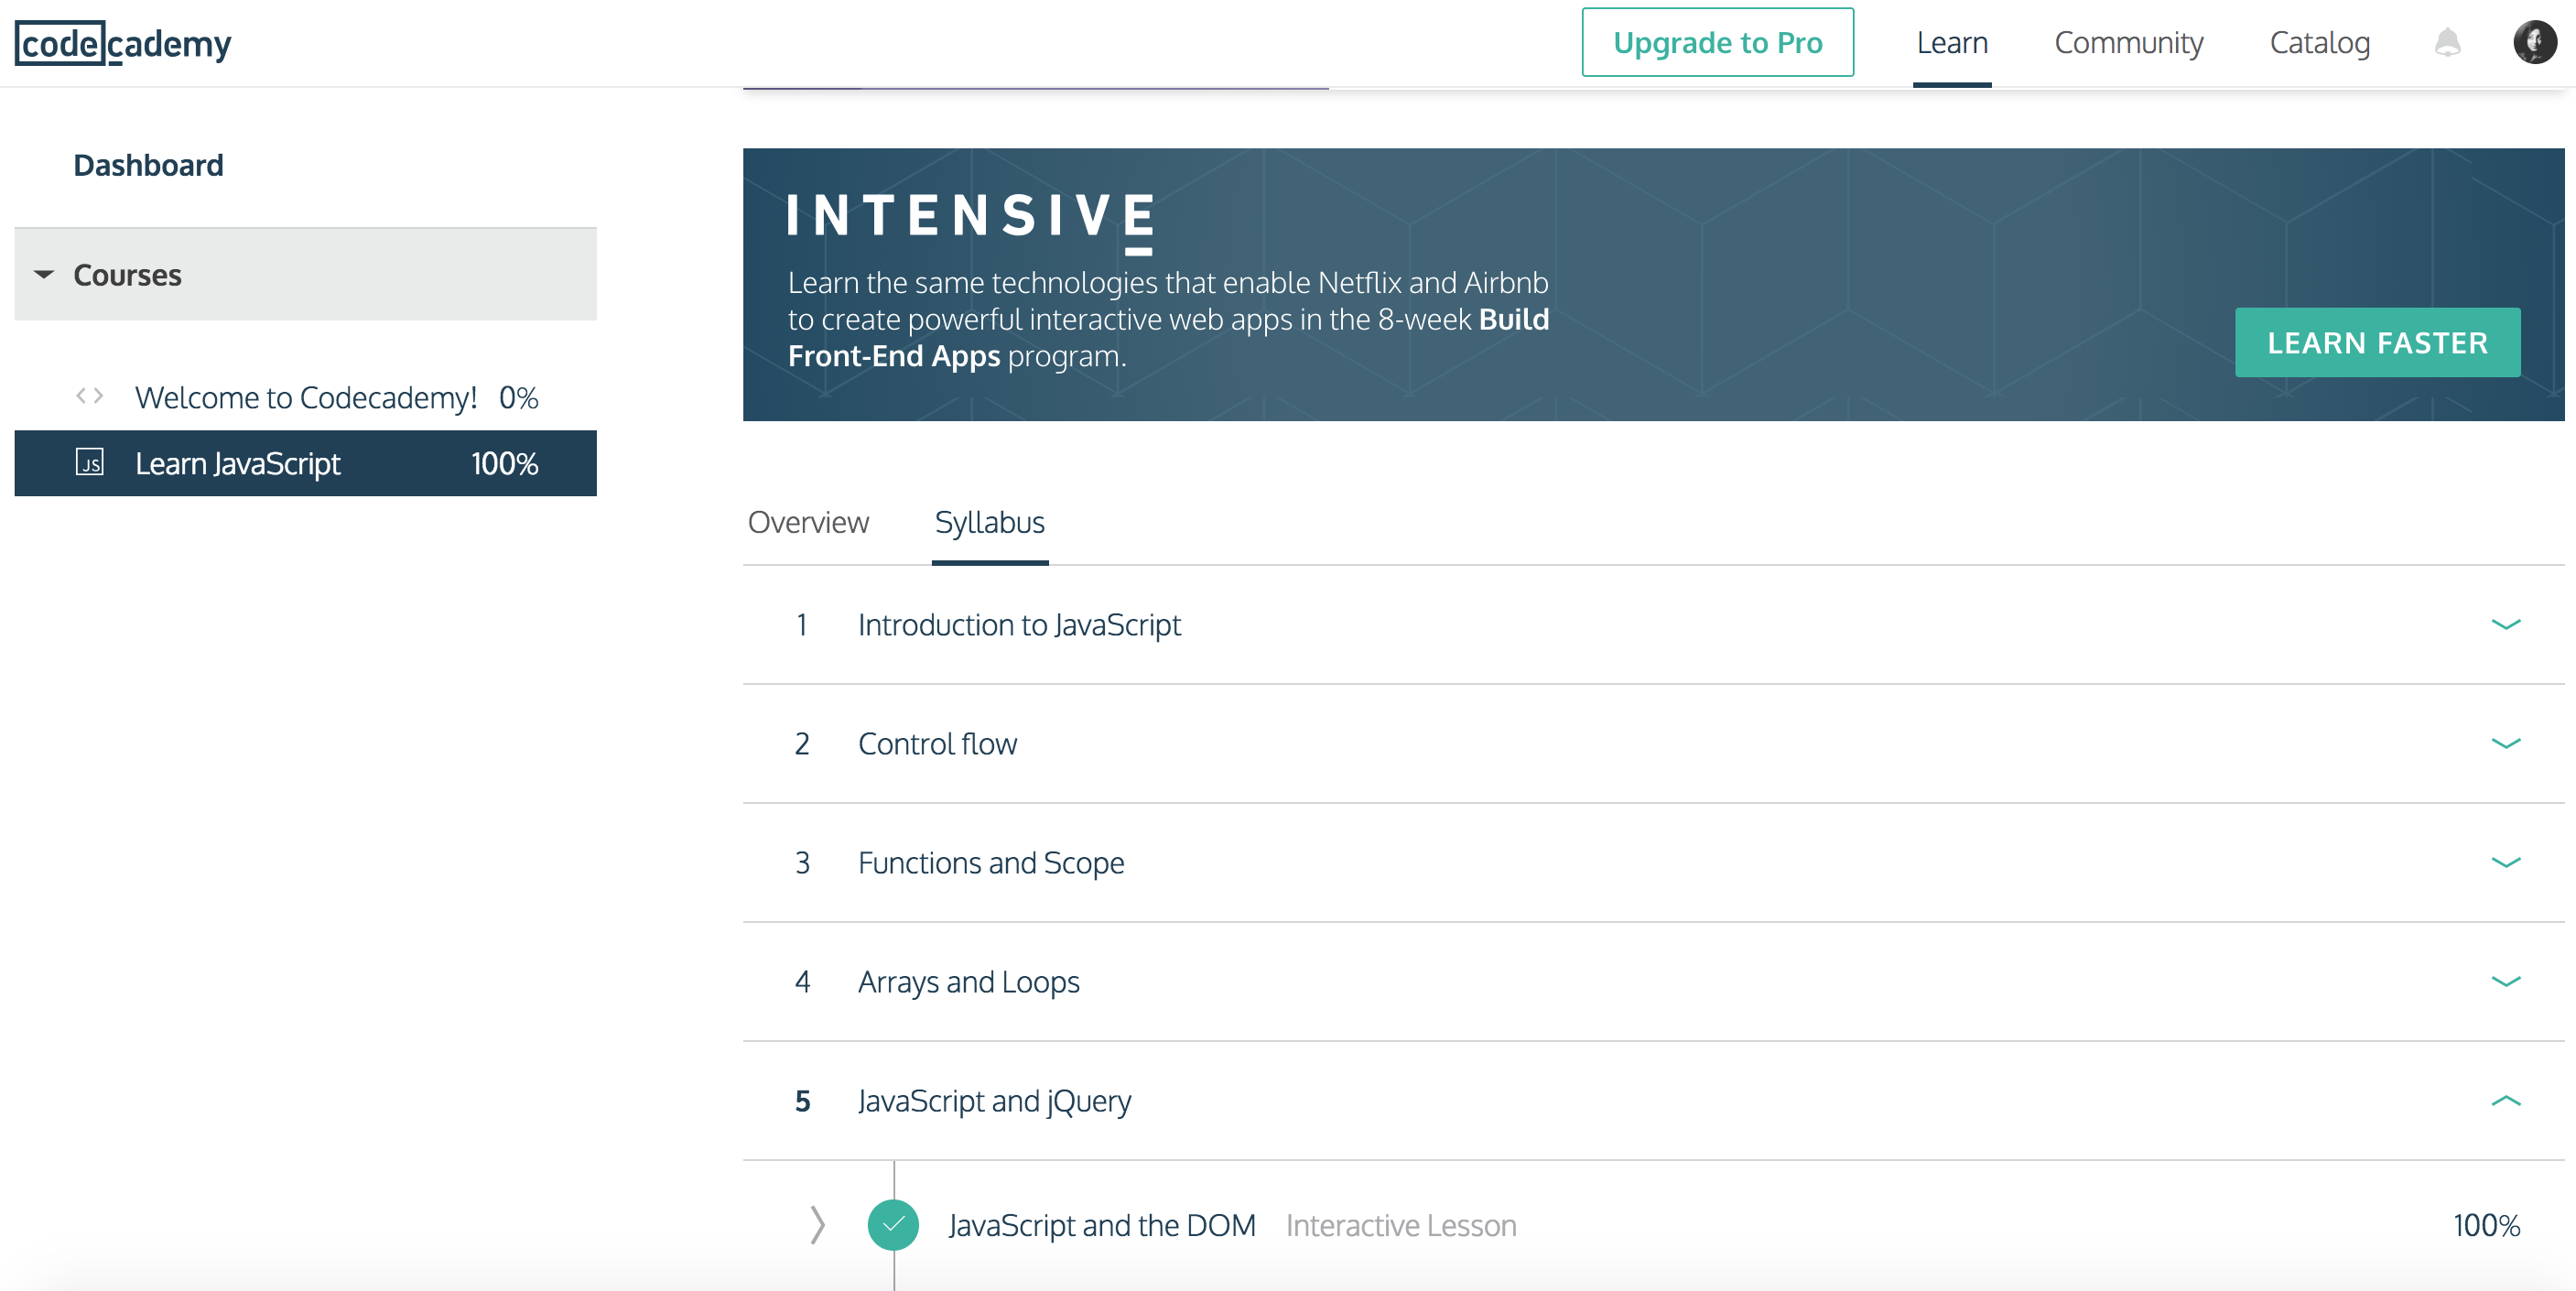 codecademy
Upgrade to Pro
Learn
Community
Catalog
Dashboard
Courses
Welcome to Codecademy! 0%
JS Learn JavaScript 100%
INTENSIVE
Learn the same technologies that enable Netflix and Airbnb
to create powerful interactive web apps in the 8-week Build
Front-End Apps program.
LEARN FASTER
Overview
Syllabus
1 Introduction to JavaScript
2 Control flow
3 Functions and Scope
4 Arrays and Loops
5 JavaScript and jQuery
JavaScript and the DOM Interactive Lesson 100%